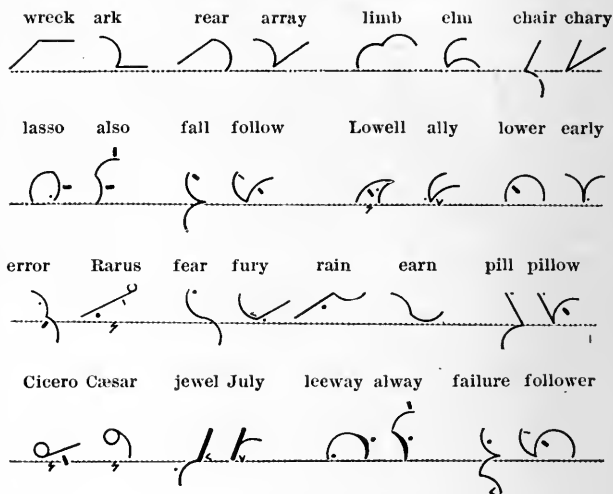 wreck ark rear array limb elm chair chary
lasso also fall follow Lowell ally lower early
error Rarus fear fury rain earn pill pillow
Cicero Cæsar jewel July leeway alway failure follower